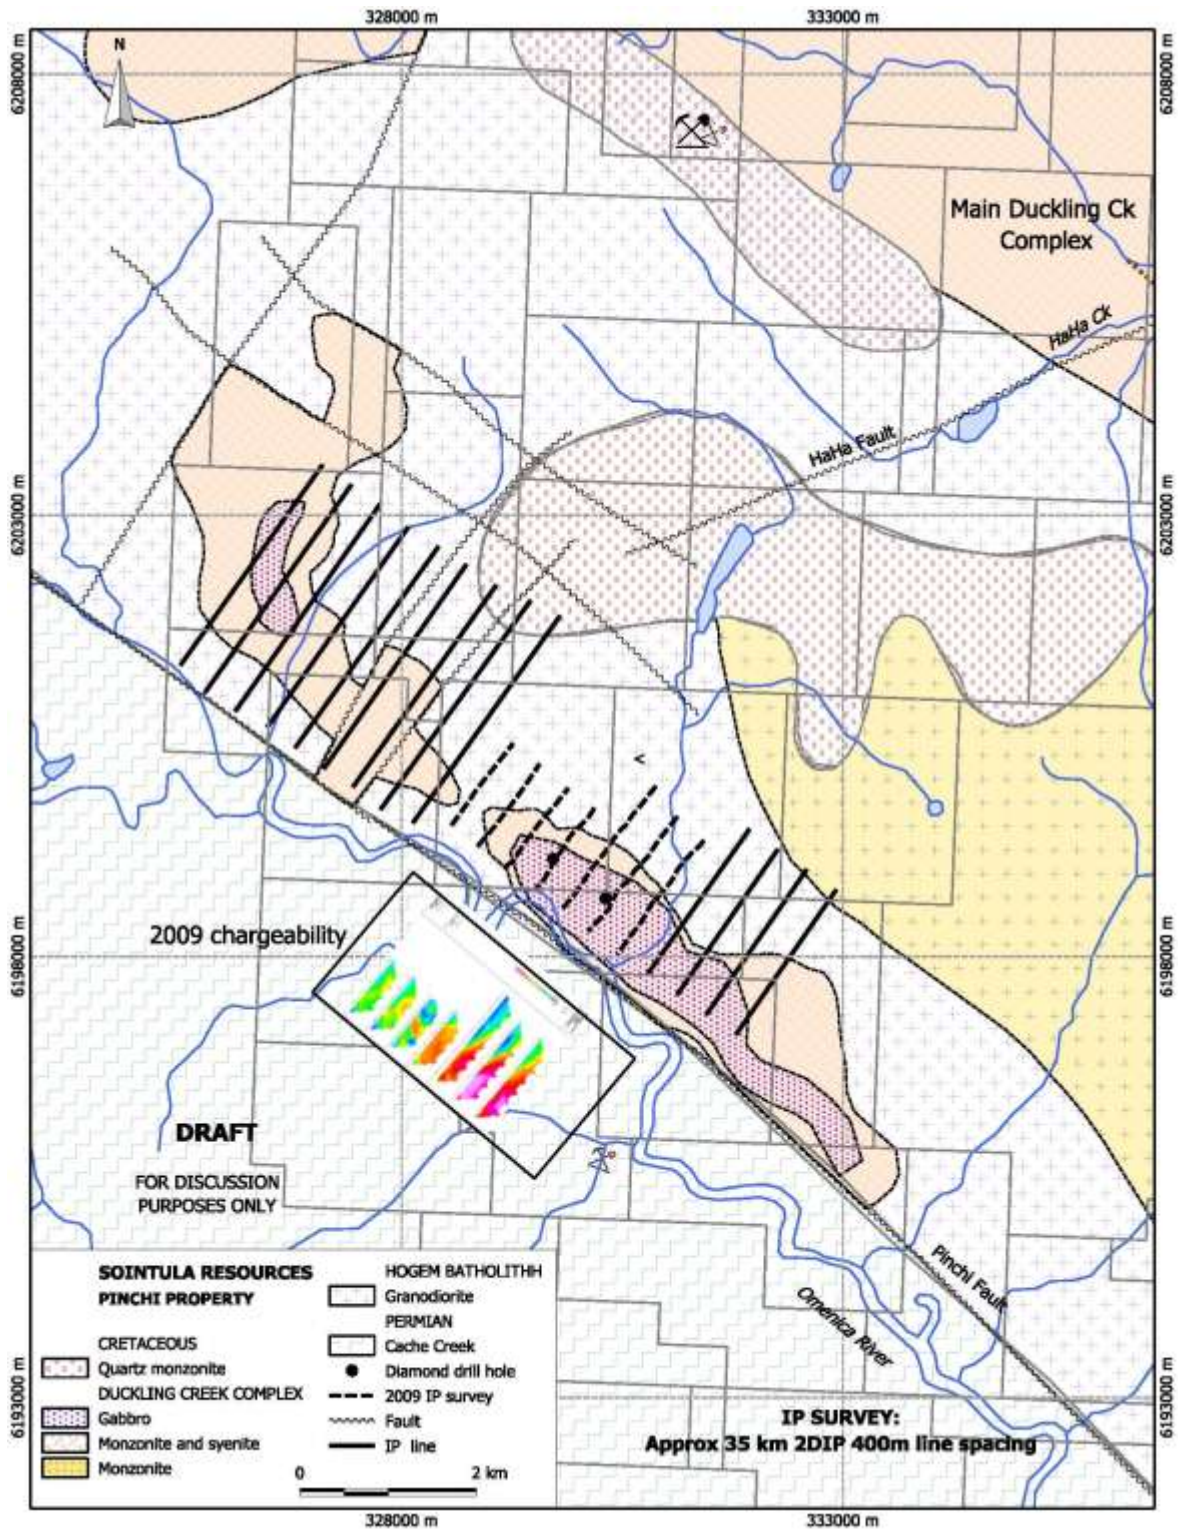 328000 m
333000 m
6208000 m
6208000 m
N
Main Duckling Ck
Complex
HaHa Ck
HaHa Fault
6203000 m
6203000 m
2009 chargeability
6198000 m
6198000 m
DRAFT
FOR DISCUSSION
PURPOSES ONLY
Pinchi Fault
Omenica River
SOINTULA RESOURCES
PINCHI PROPERTY
CRETACEOUS
Quartz monzonite
DUCKLING CREEK COMPLEX
Gabbro
Monzonite and syenite
Monzonite
HOGEM BATHOLITHH
Granodiorite
PERMIAN
Cache Creek
Diamond drill hole
2009 IP survey
Fault
IP line
0
2 km
IP SURVEY:
Approx 35 km 2DIP 400m line spacing
6193000 m
6193000 m
328000 m
333000 m